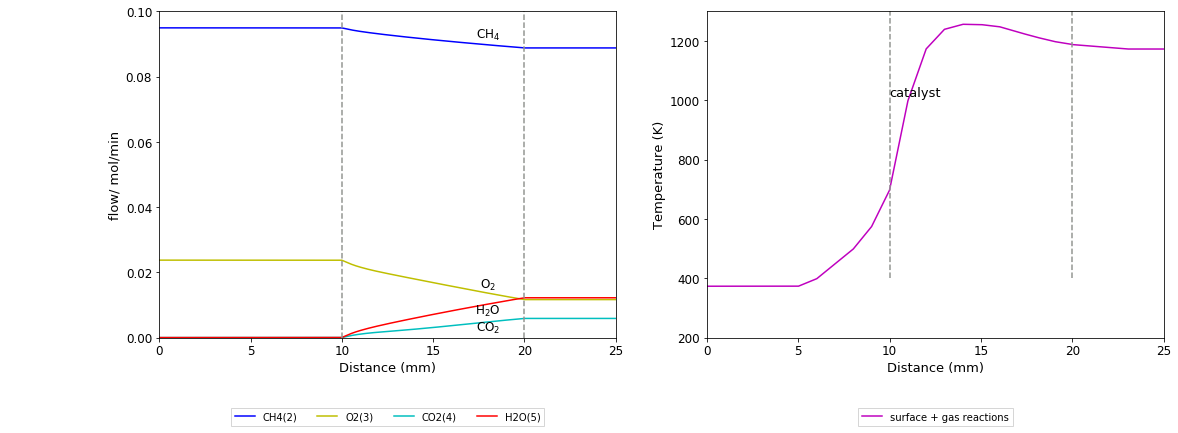 0.10
0.08
0.06
0.04
0.02
0.00
flow/ mol/min
CH₄
O₂
H₂O
CO₂
0 5 10 15 20 25
Distance (mm)
CH4(2) O2(3) CO2(4) H2O(5)
1200
1000
800
600
400
200
Temperature (K)
catalyst
0 5 10 15 20 25
Distance (mm)
surface + gas reactions